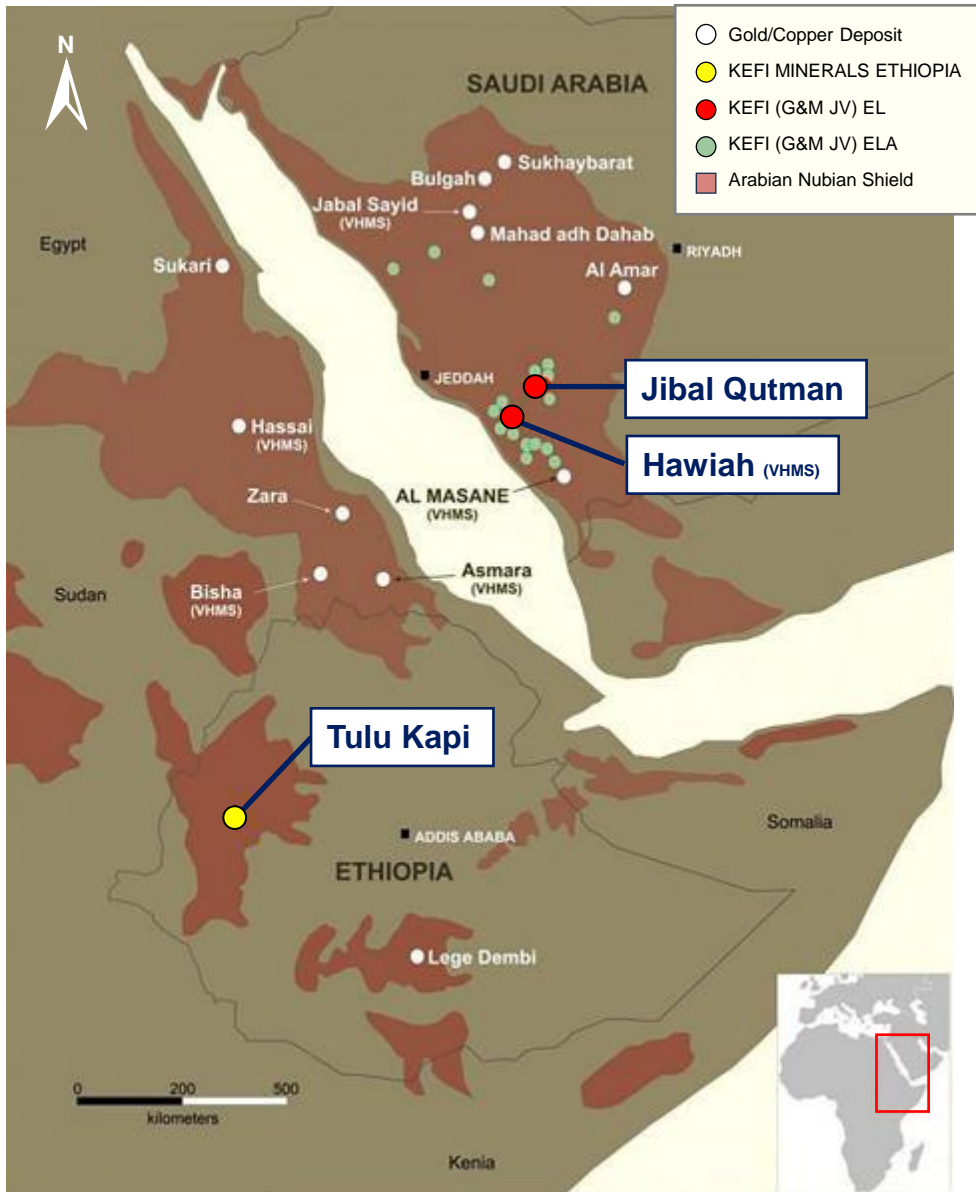 N
Gold/Copper Deposit
KEFI MINERALS ETHIOPIA
KEFI (G&M JV) EL
KEFI (G&M JV) ELA
Arabian Nubian Shield
SAUDI ARABIA
Sukhaybarat
Bulgah
Jabal Sayid
(VHMS)
Mahad adh Dahab
Egypt
RIYADH
Sukari
Al Amar
JEDDAH
Jibal Qutman
Hassai
(VHMS)
Hawiah (VHMS)
Zara
AL MASANE
(VHMS)
Asmara
(VHMS)
Bisha
(VHMS)
Sudan
Tulu Kapi
Somalia
ADDIS ABABA
ETHIOPIA
Lege Dembi
0 200 500
kilometers
Kenia